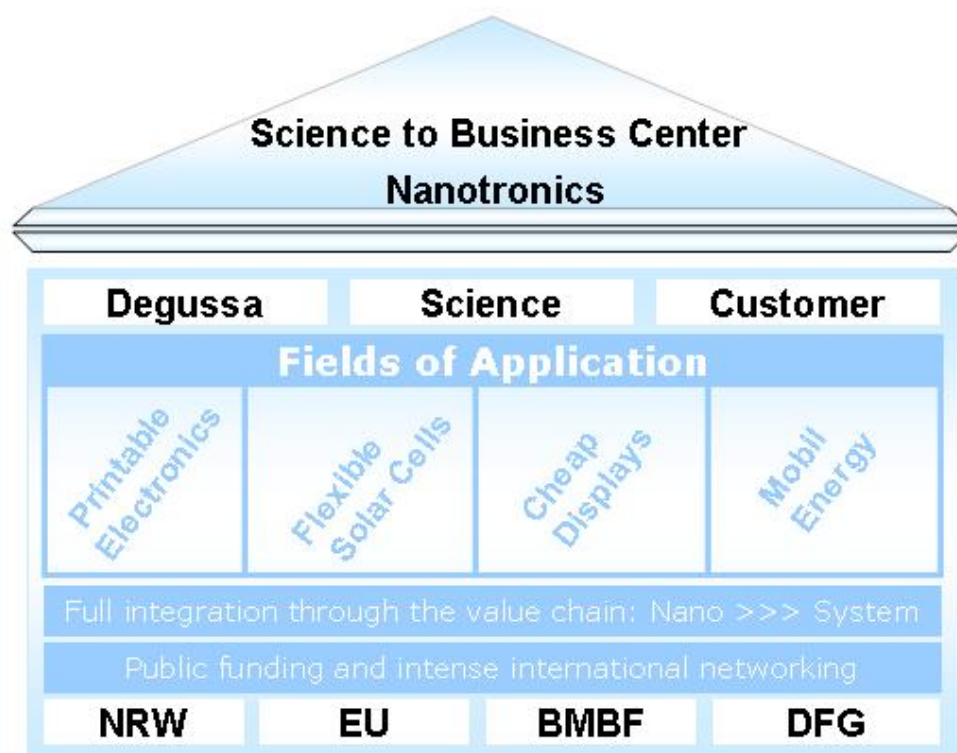 Science to Business Center
Nanotronics
Degussa
Science
Customer
Fields of Application
Printable
Electronics
Flexible
Solar Cells
Cheap
Displays
Mobil
Energy
Full integration through the value chain: Nano >>> System
Public funding and intense international networking
NRW
EU
BMBF
DFG